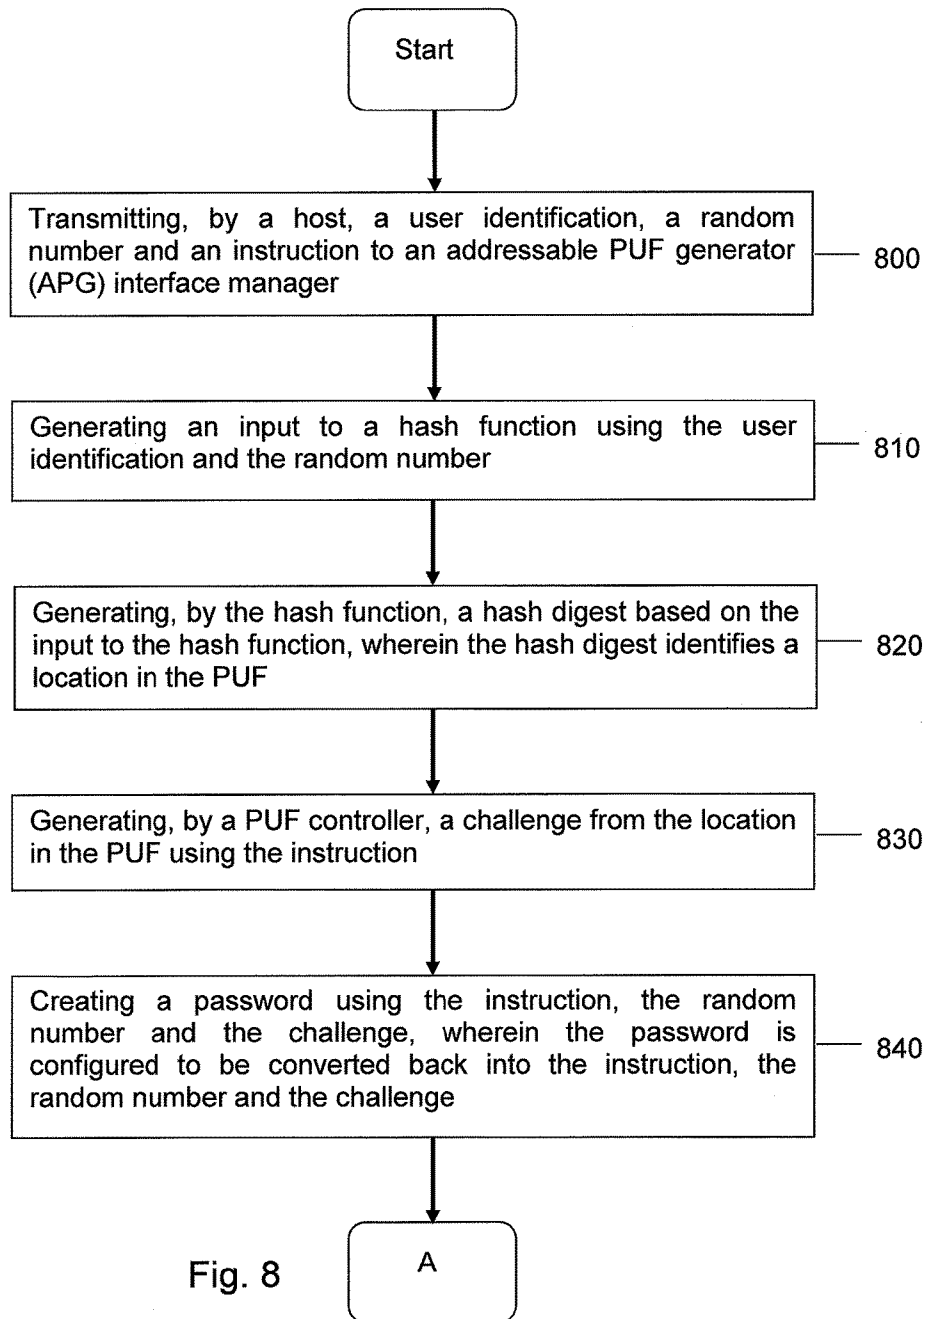 Start
Transmitting, by a host, a user identification, a random
number and an instruction to an addressable PUF generator
(APG) interface manager
800
Generating an input to a hash function using the user
identification and the random number
810
Generating, by the hash function, a hash digest based on the
input to the hash function, wherein the hash digest identifies a
location in the PUF
820
Generating, by a PUF controller, a challenge from the location
in the PUF using the instruction
830
Creating a password using the instruction, the random
number and the challenge, wherein the password is
configured to be converted back into the instruction, the
random number and the challenge
840
A
Fig. 8